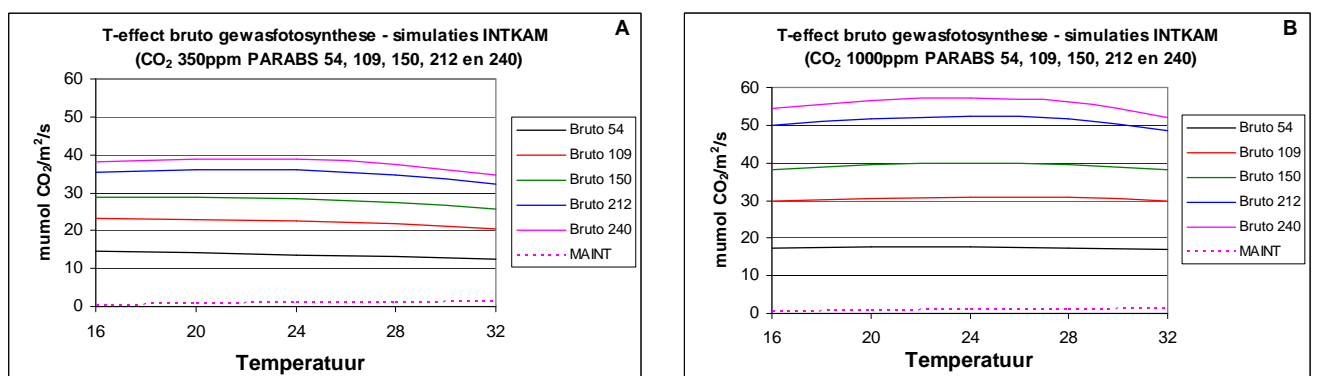 T-effect bruto gewasfotosynthese - simulaties INTKAM
(CO₂ 350ppm PARABS 54, 109, 150, 212 en 240)
A
mumol CO₂/m²/s
60
50
40
30
20
10
0
16
20
24
28
32
Temperatuur
Bruto 54
Bruto 109
Bruto 150
Bruto 212
Bruto 240
MAINT
T-effect bruto gewasfotosynthese - simulaties INTKAM
(CO₂ 1000ppm PARABS 54, 109, 150, 212 en 240)
B
mumol CO₂/m²/s
60
50
40
30
20
10
0
16
20
24
28
32
Temperatuur
Bruto 54
Bruto 109
Bruto 150
Bruto 212
Bruto 240
MAINT